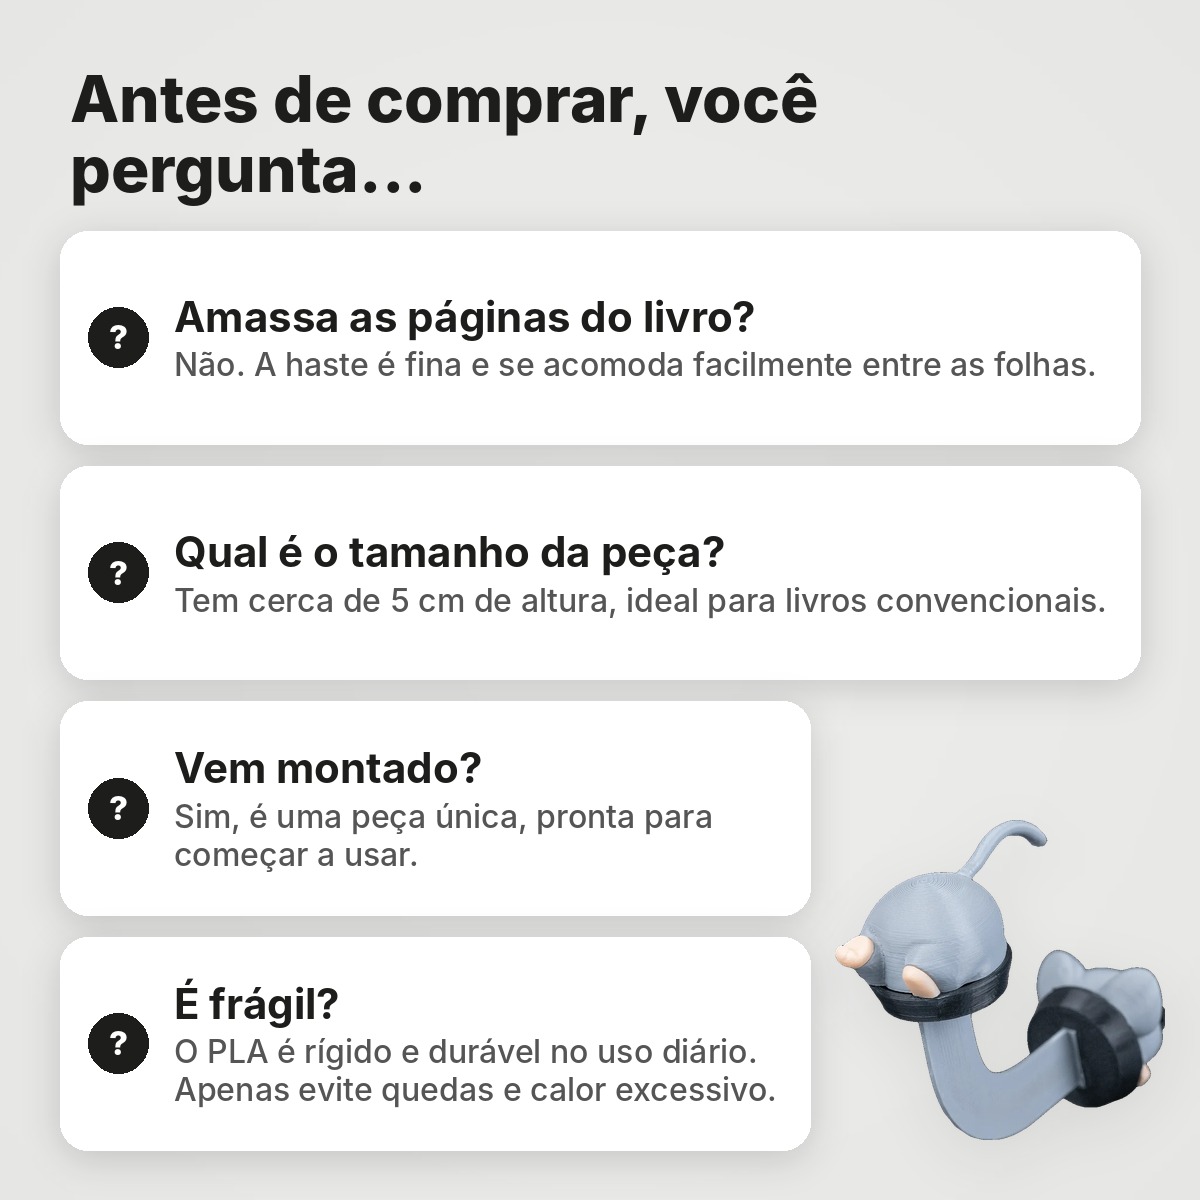 Antes de comprar, você
pergunta...
?
Amassa as páginas do livro?
Não. A haste é fina e se acomoda facilmente entre as folhas.
?
Qual é o tamanho da peça?
Tem cerca de 5 cm de altura, ideal para livros convencionais.
?
Vem montado?
Sim, é uma peça única, pronta para
começar a usar.
?
É frágil?
O PLA é rígido e durável no uso diário.
Apenas evite quedas e calor excessivo.